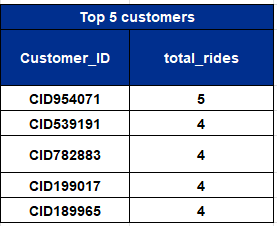 Top 5 customers
Customer_ID total_rides
CID954071 5
CID539191 4
CID782883 4
CID199017 4
CID189965 4